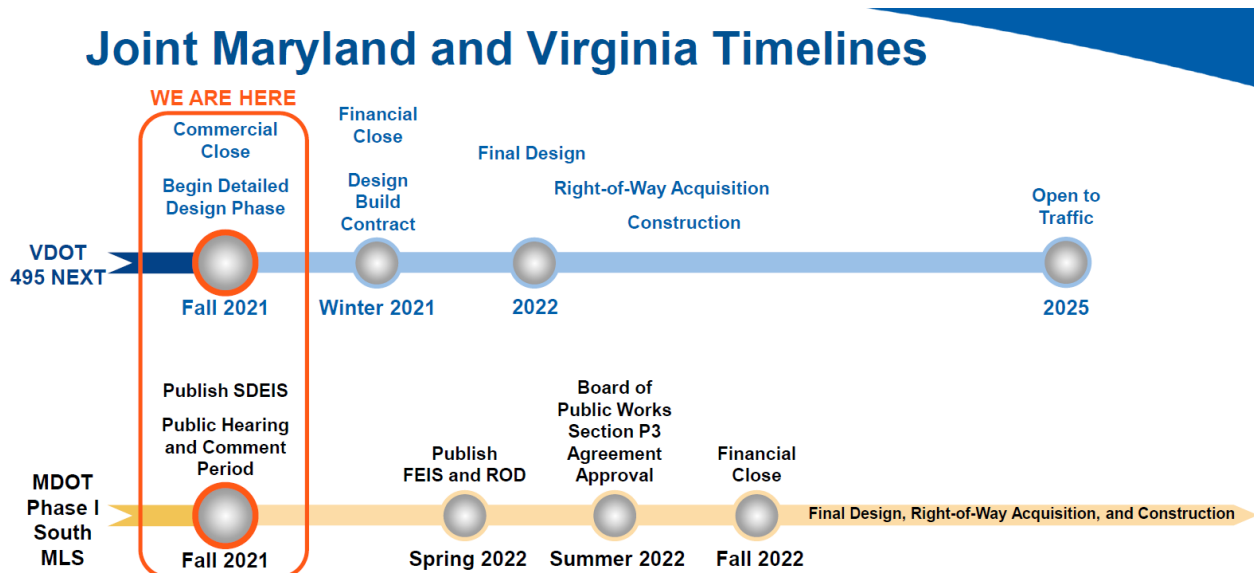 Joint Maryland and Virginia Timelines
WE ARE HERE
Commercial
Close
Begin Detailed
Design Phase
Financial
Close
Design
Build
Contract
Final Design
Right-of-Way Acquisition
Construction
Open to
Traffic
VDOT
495 NEXT
Fall 2021
Winter 2021
2022
2025
Publish SDEIS
Public Hearing
and Comment
Period
Publish
FEIS and ROD
Board of
Public Works
Section P3
Agreement
Approval
Financial
Close
MDOT
Phase I
South
MLS
Final Design, Right-of-Way Acquisition, and Construction
Fall 2021
Spring 2022
Summer 2022
Fall 2022